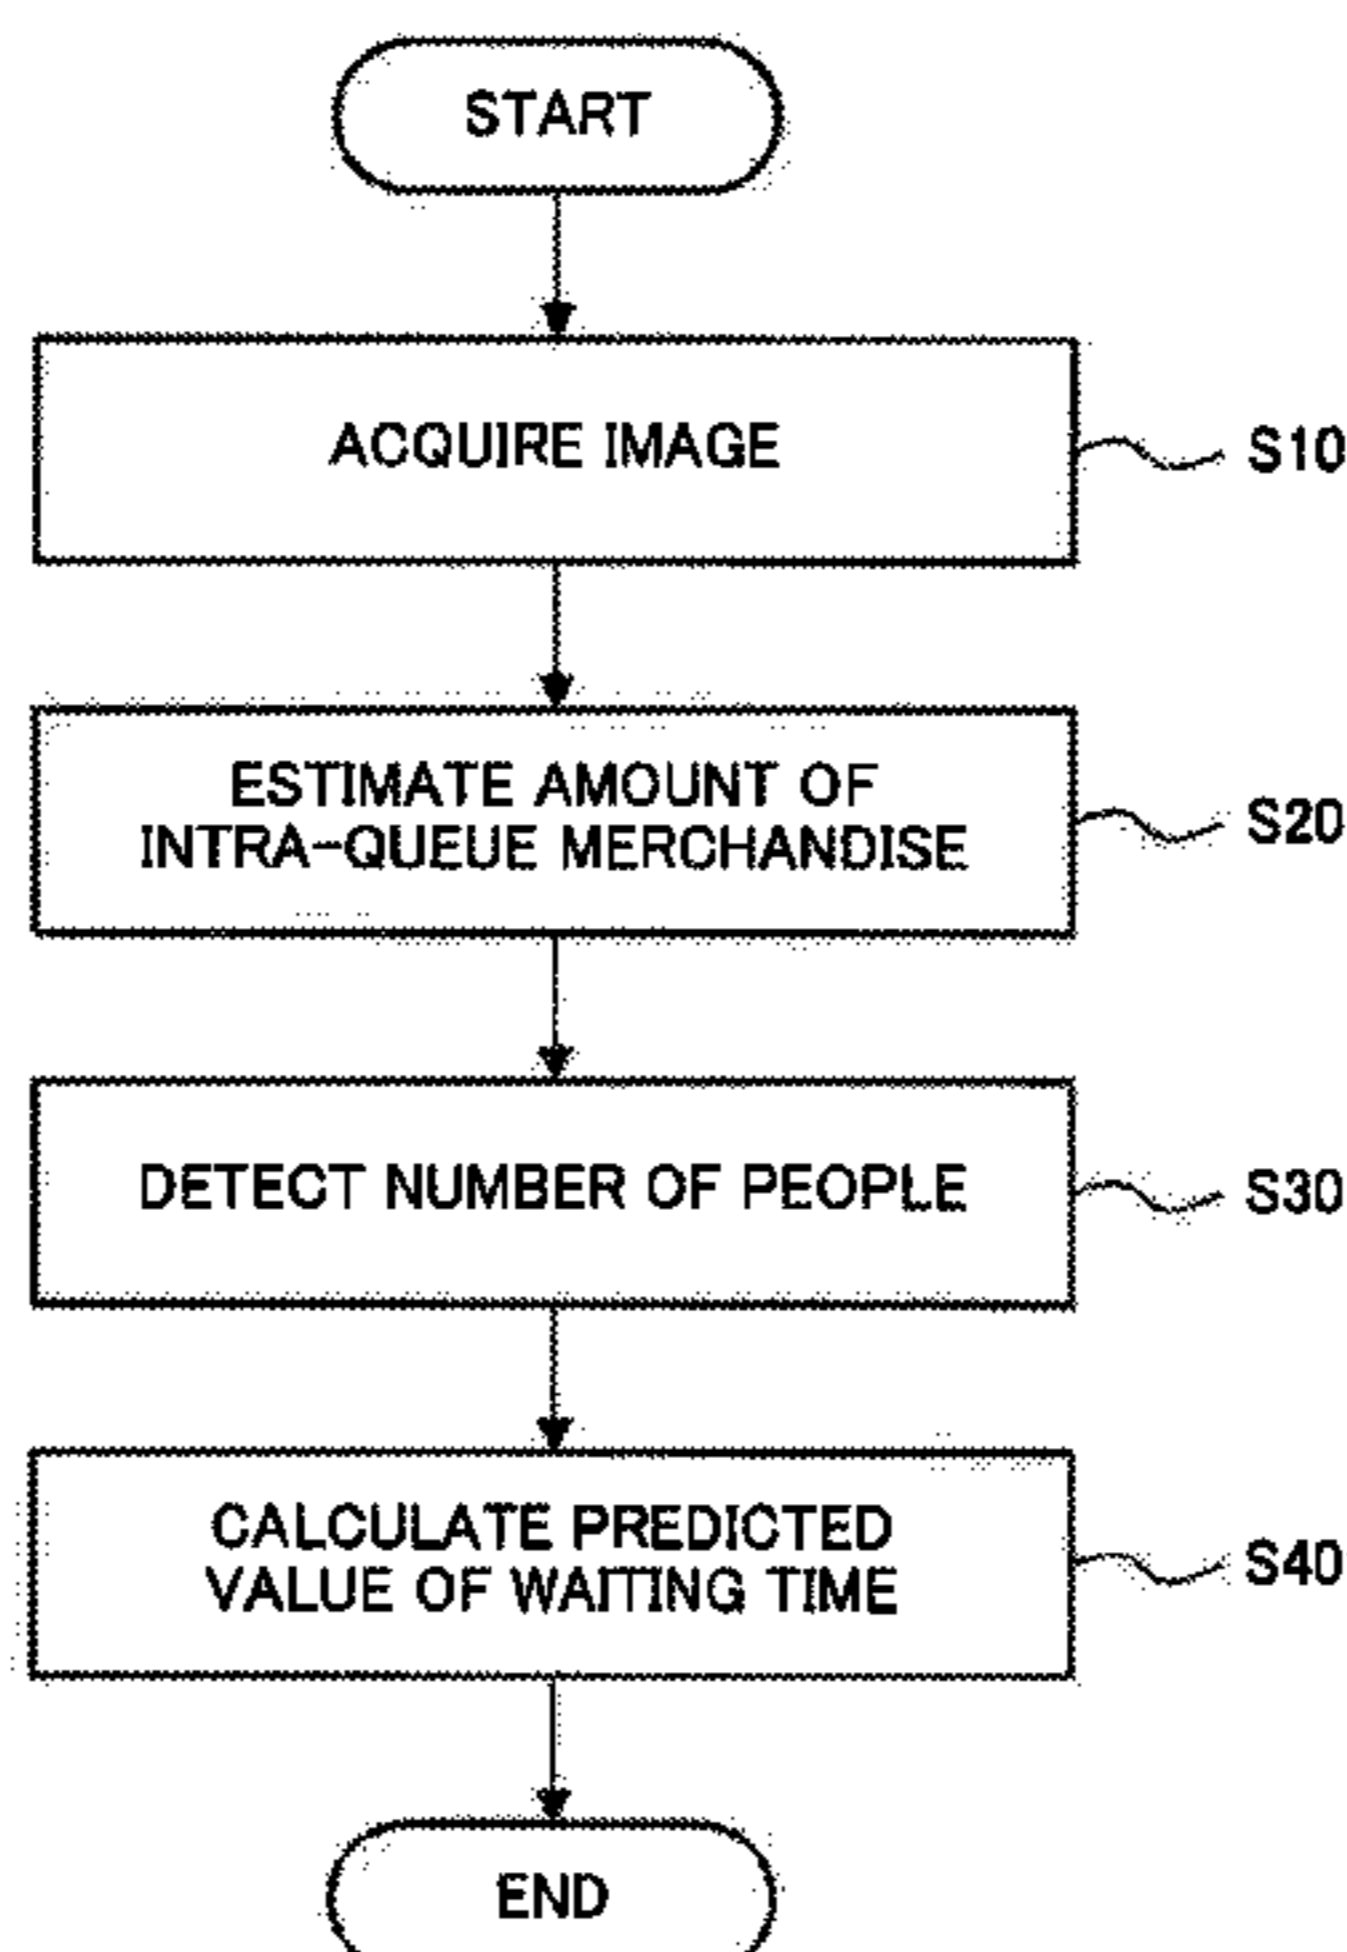 START
ACQUIRE IMAGE
S10
ESTIMATE AMOUNT OF
INTRA-QUEUE MERCHANDISE
S20
DETECT NUMBER OF PEOPLE
S30
CALCULATE PREDICTED
VALUE OF WAITING TIME
S40
END